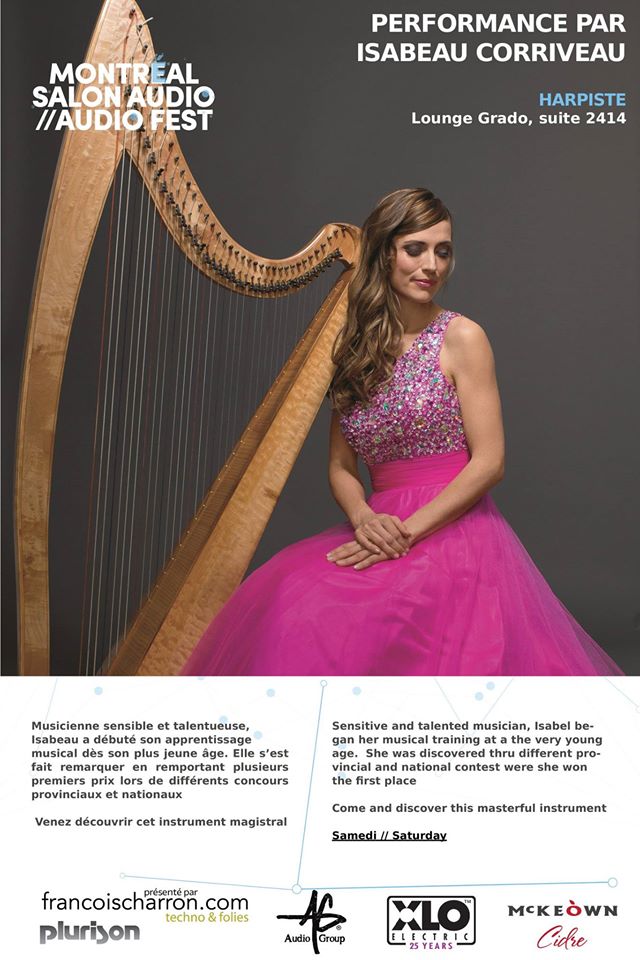 PERFORMANCE PAR
ISABEAU CORRIVEAU
MONTRÉAL
SALON AUDIO
//AUDIO FEST
HARPISTE
Lounge Grado, suite 2414
Musicienne sensible et talentueuse,
Isabeau a débuté son apprentissage
musical dès son plus jeune âge. Elle s'est
fait remarquer en remportant plusieurs
premiers prix lors de différents concours
provinciaux et nationaux
Venez découvrir cet instrument magistral
Sensitive and talented musician, Isabel be-
gan her musical training at a the very young
age. She was discovered thru different pro-
vincial and national contest were she won
the first place
Come and discover this masterful instrument
Samedi // Saturday
présenté par
francoischarron.com
techno & folies
plurison
AG
Audio Group
XLO
ELECTRIC
25 YEARS
McKEÒWN
Cidre